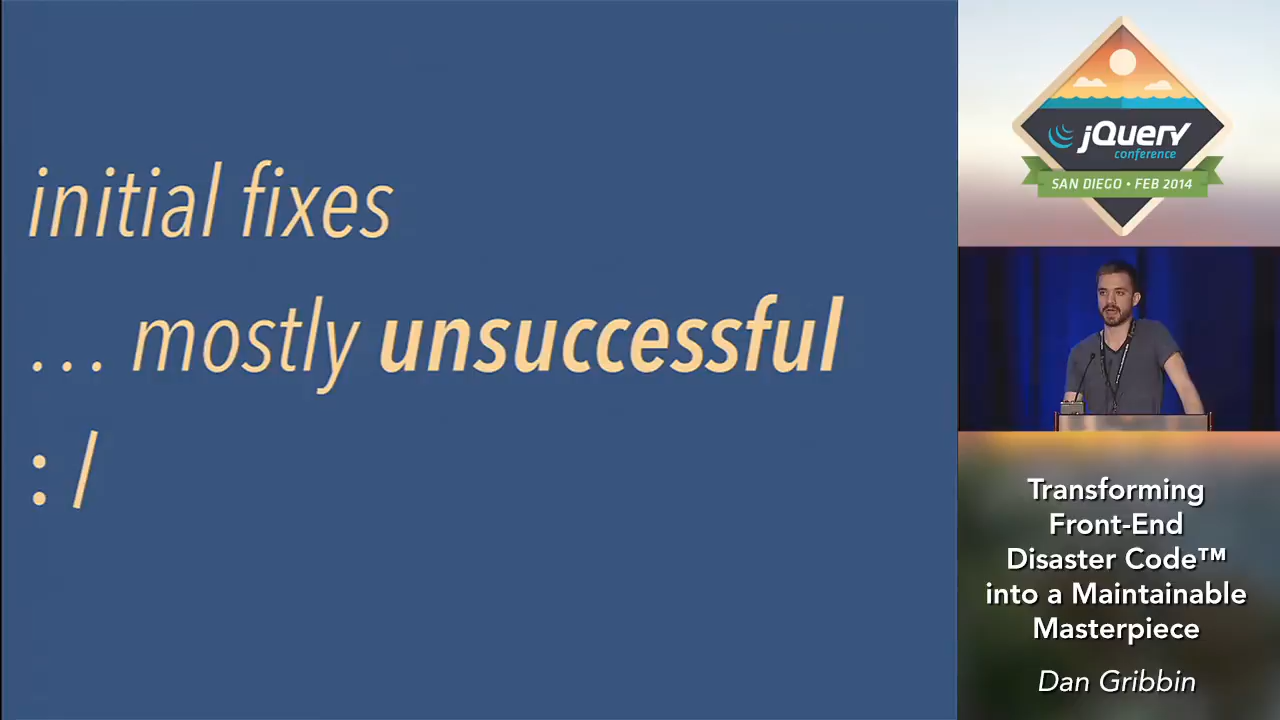 initial fixes
... mostly unsuccessful
: /
jQuery
conference
SAN DIEGO • FEB 2014
Transforming
Front-End
Disaster Code™
into a Maintainable
Masterpiece
Dan Gribbin